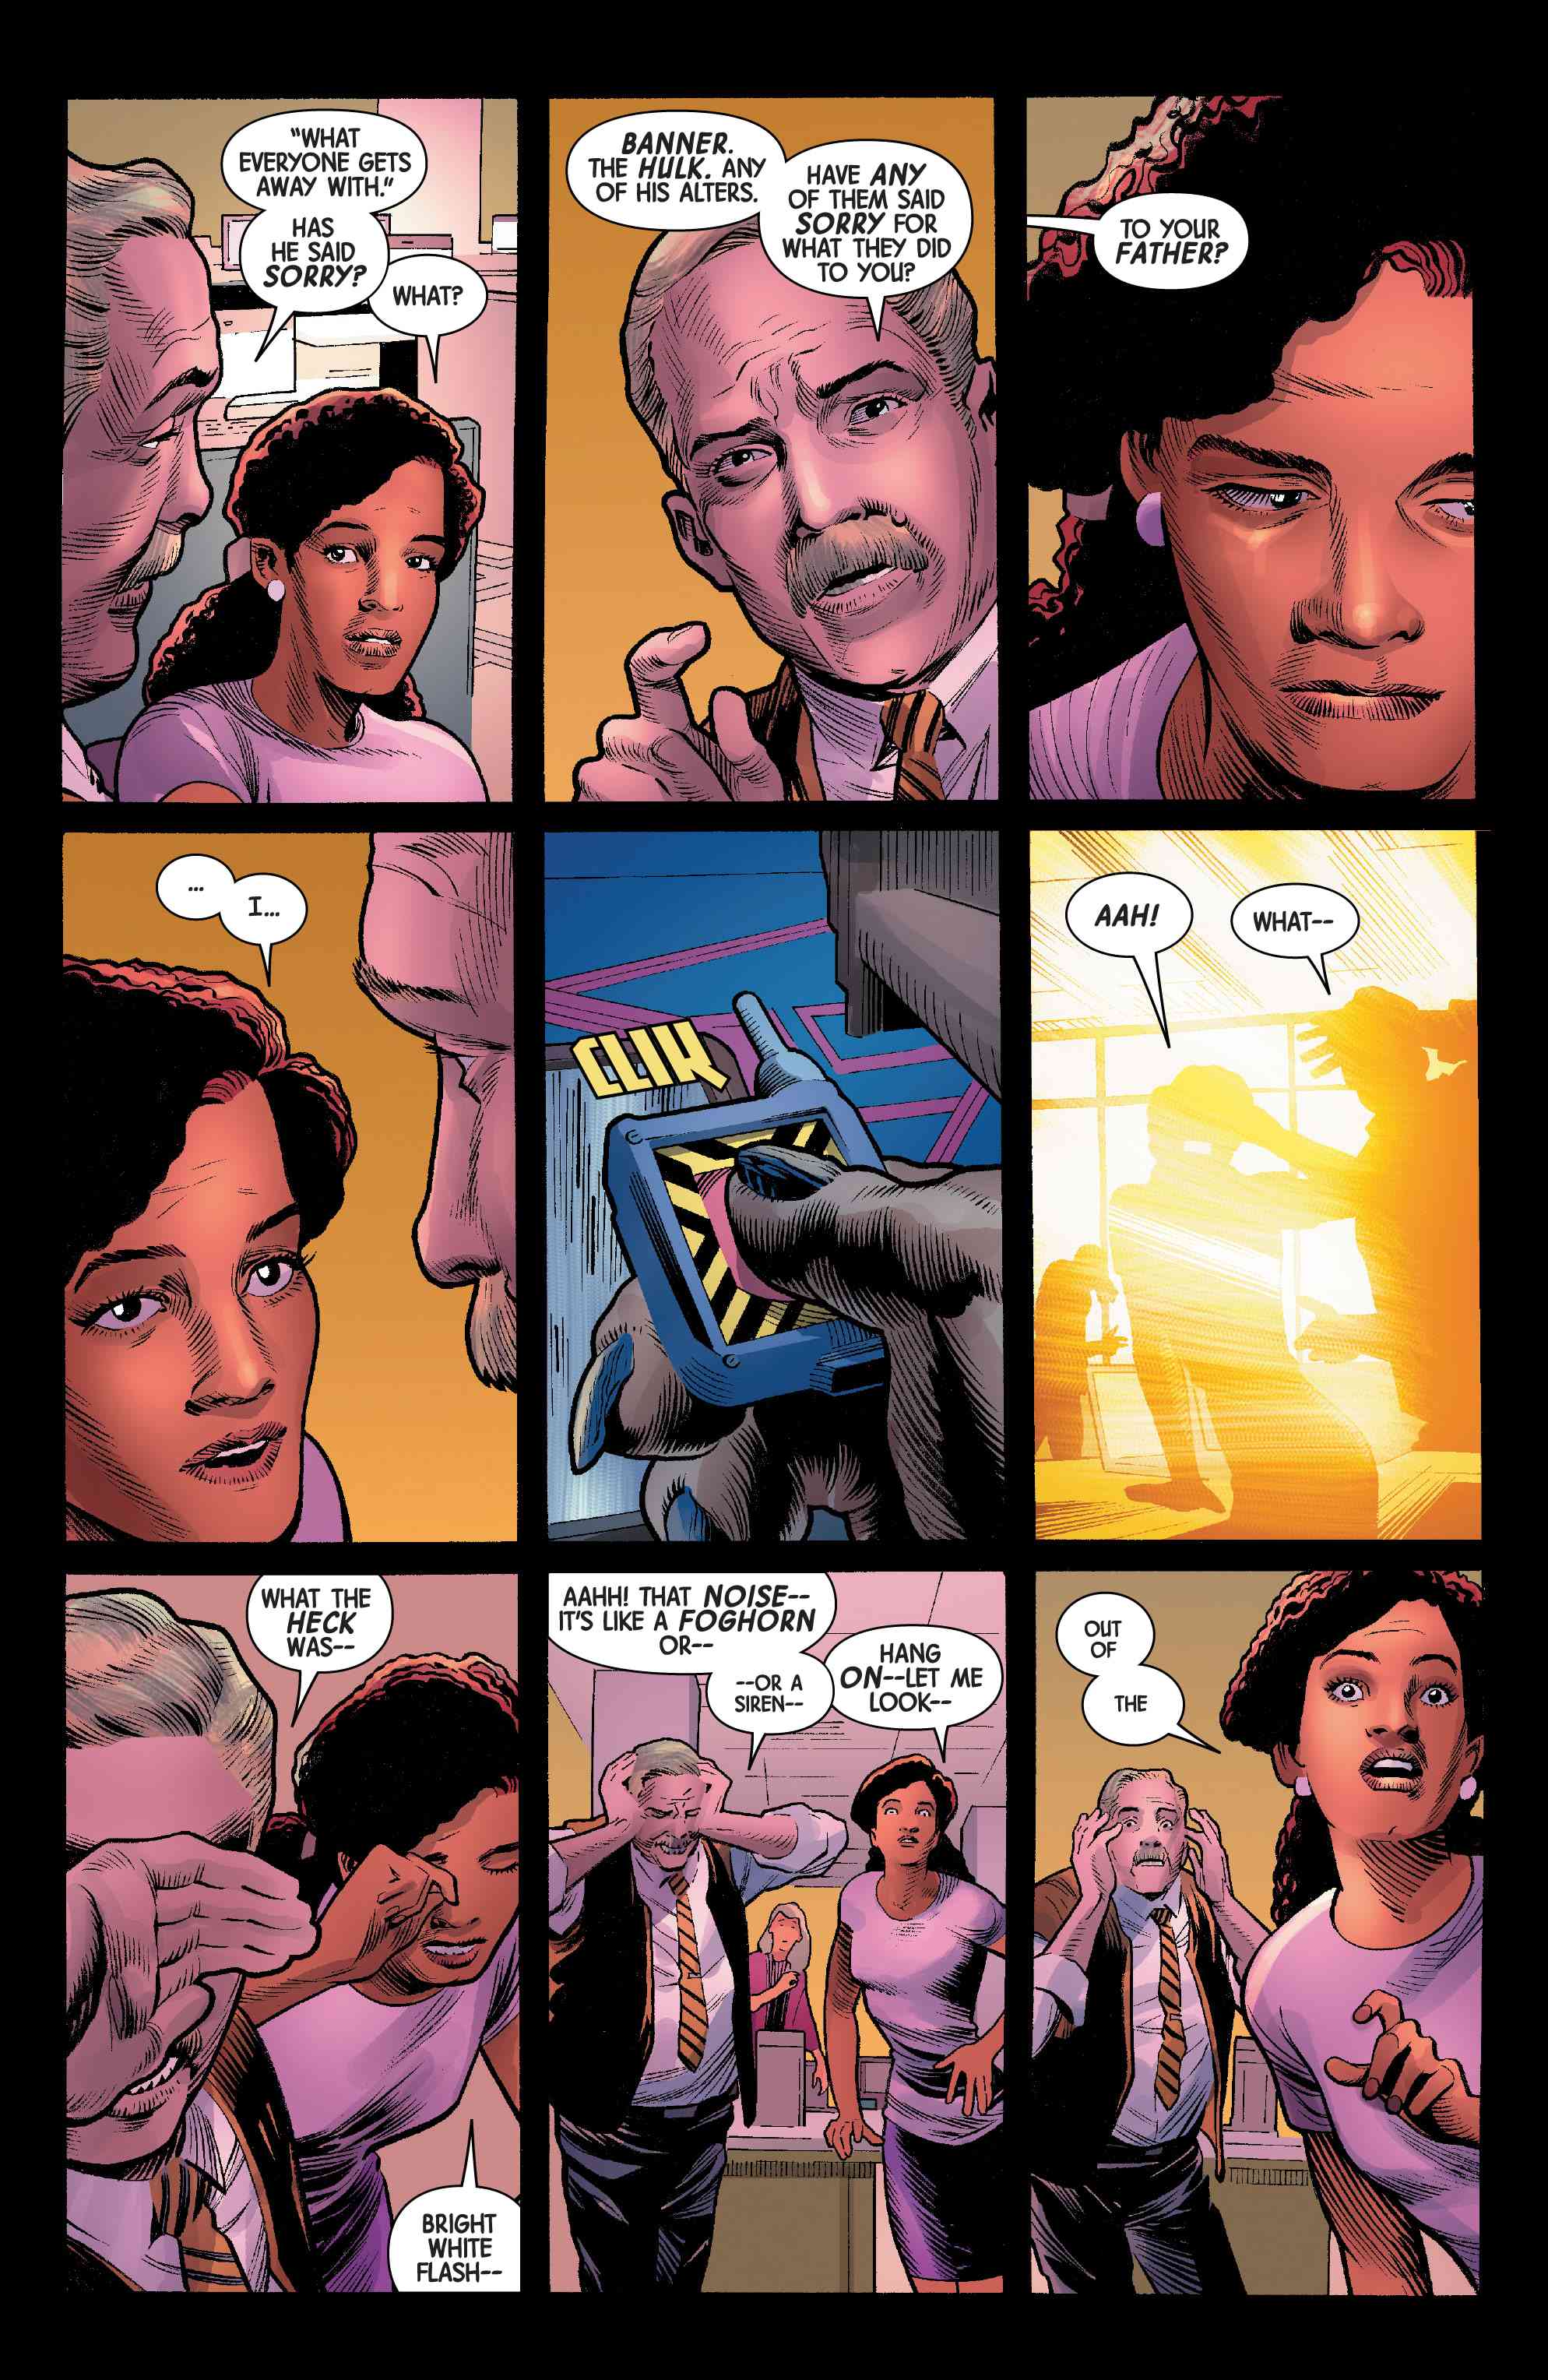 "WHAT
EVERYONE GETS
AWAY WITH."
HAS
HE SAID
SORRY?
WHAT?
BANNER.
THE HULK. ANY
OF HIS ALTERS.
HAVE ANY
OF THEM SAID
SORRY FOR
WHAT THEY DID
TO YOU?
TO YOUR
FATHER?
...
I...
CLIK
AAH!
WHAT--
WHAT THE
HECK
WAS--
BRIGHT
WHITE
FLASH--
AAHH! THAT NOISE--
IT'S LIKE A FOGHORN
OR--
--OR A
SIREN--
HANG
ON--LET ME
LOOK--
OUT
OF
THE